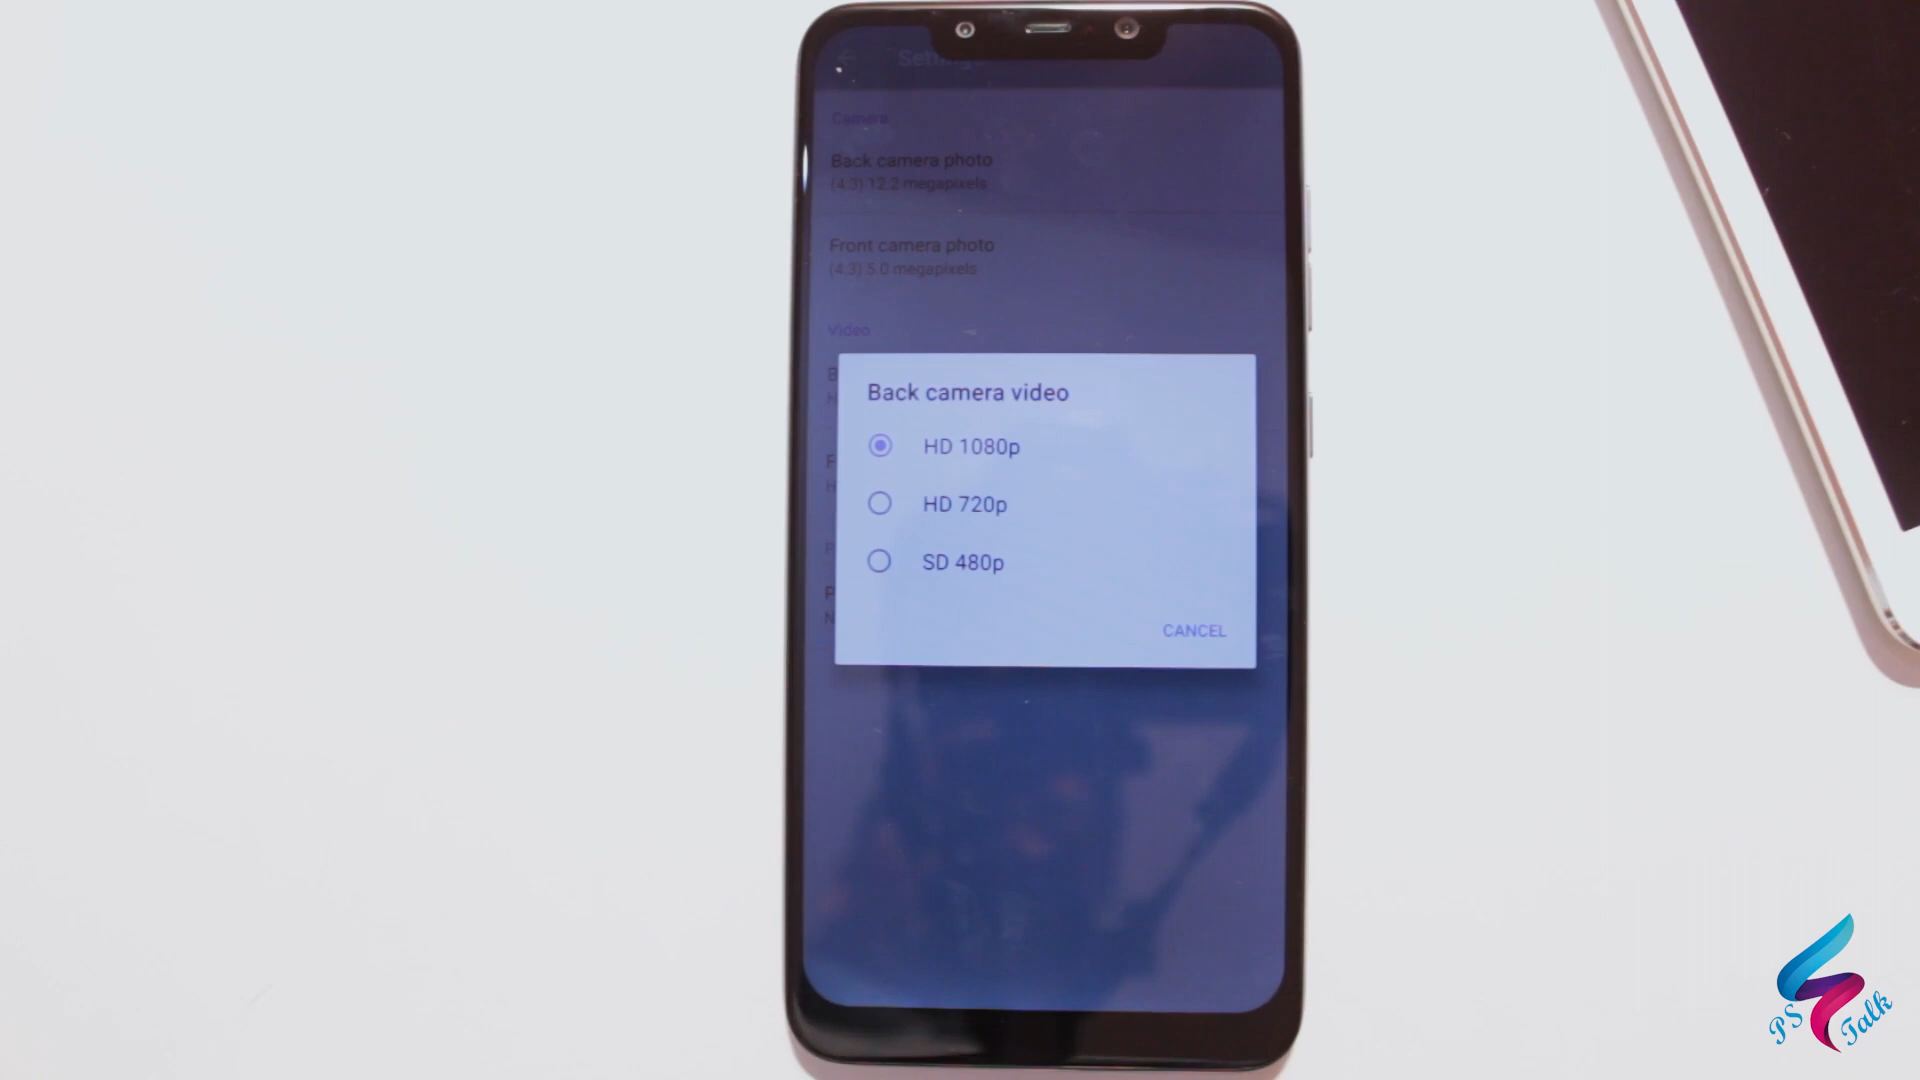 Settings
Camera
Back camera photo
(4:3) 12.2 megapixels
Front camera photo
(4:3) 5.0 megapixels
Video
Back camera video
HD 1080p
HD 720p
SD 480p
CANCEL
PS Talk